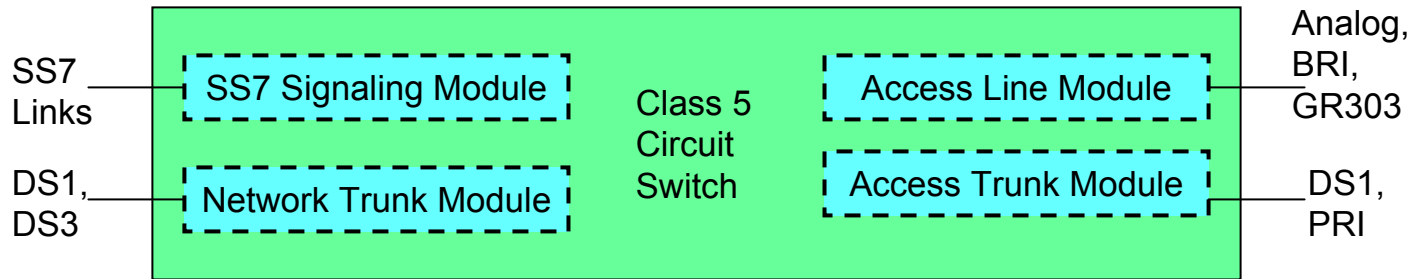 SS7
Links
DS1,
DS3
SS7 Signaling Module
Network Trunk Module
Class 5
Circuit
Switch
Access Line Module
Access Trunk Module
Analog,
BRI,
GR303
DS1,
PRI